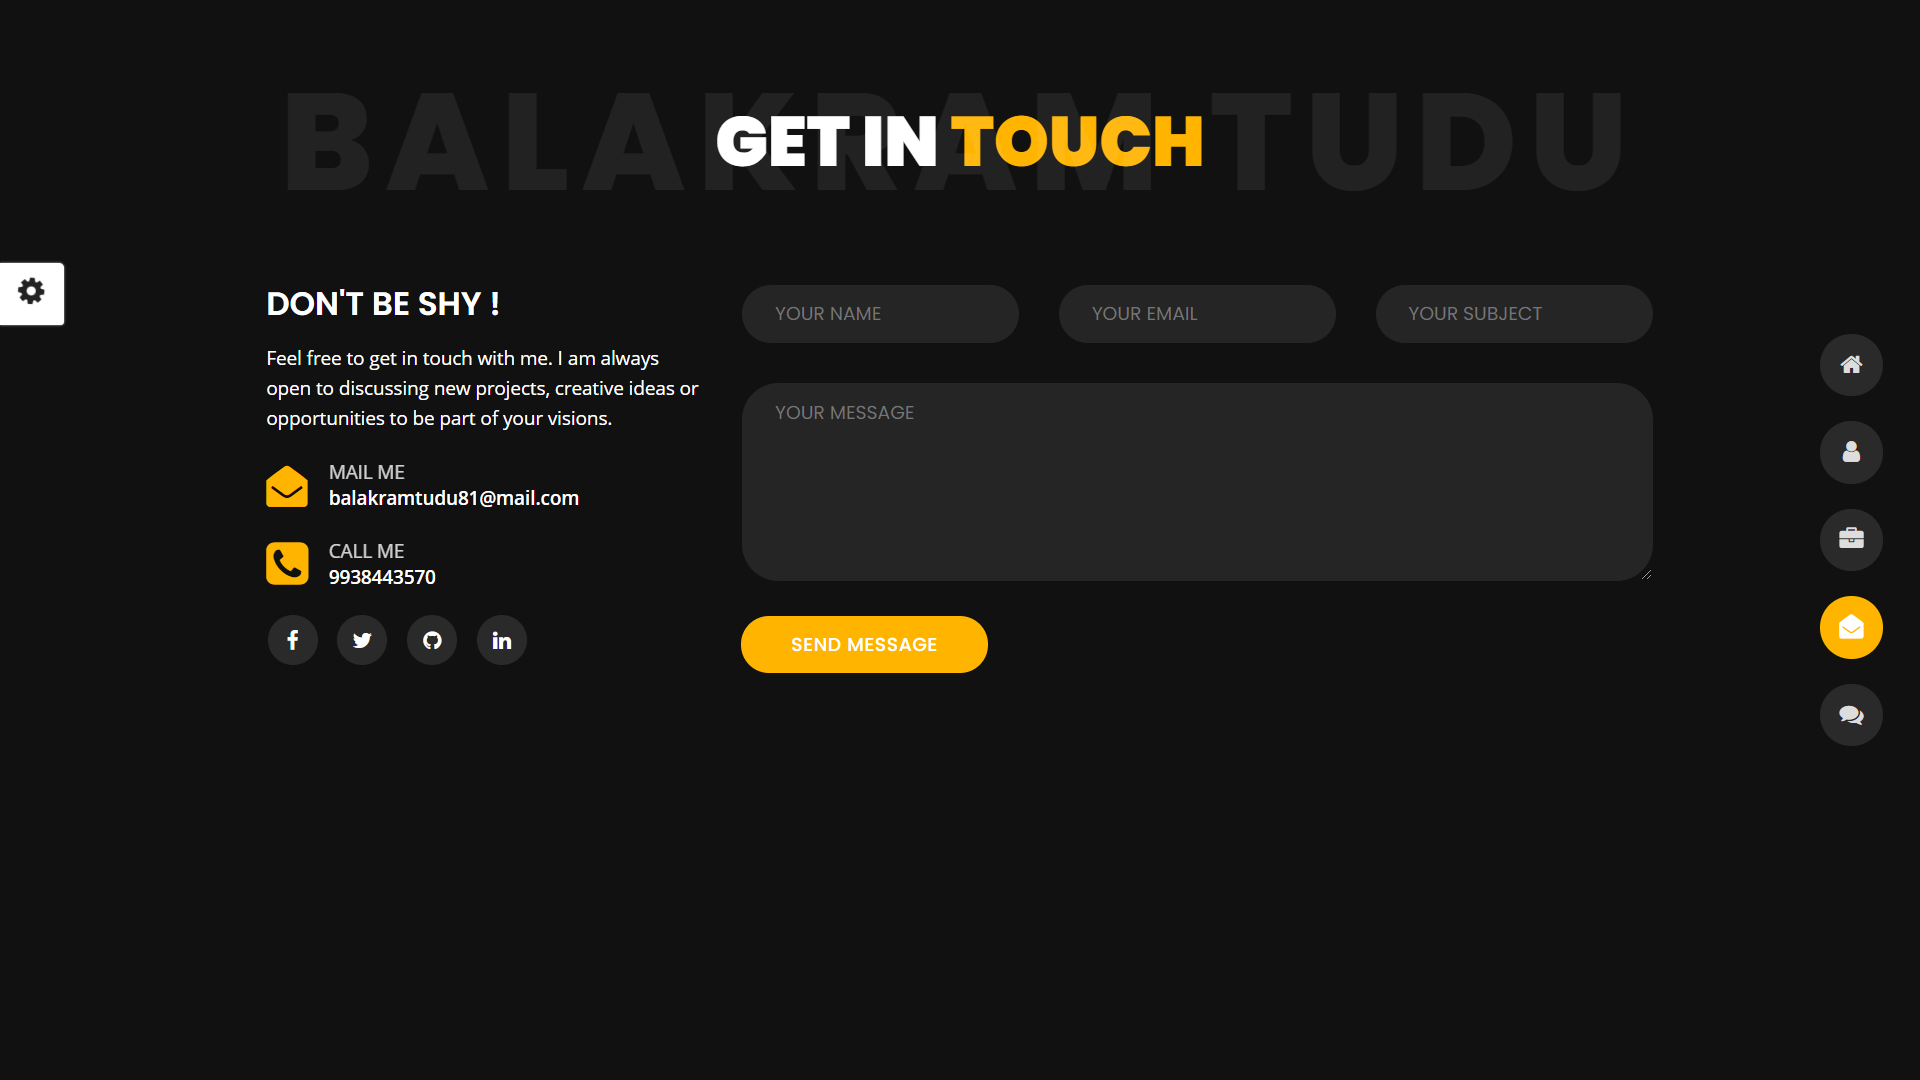 BALAKRAM TUDU
GET IN TOUCH
DON'T BE SHY !
Feel free to get in touch with me. I am always
open to discussing new projects, creative ideas or
opportunities to be part of your visions.
MAIL ME
balakramtudu81@mail.com
CALL ME
9938443570
YOUR NAME
YOUR EMAIL
YOUR SUBJECT
YOUR MESSAGE
SEND MESSAGE